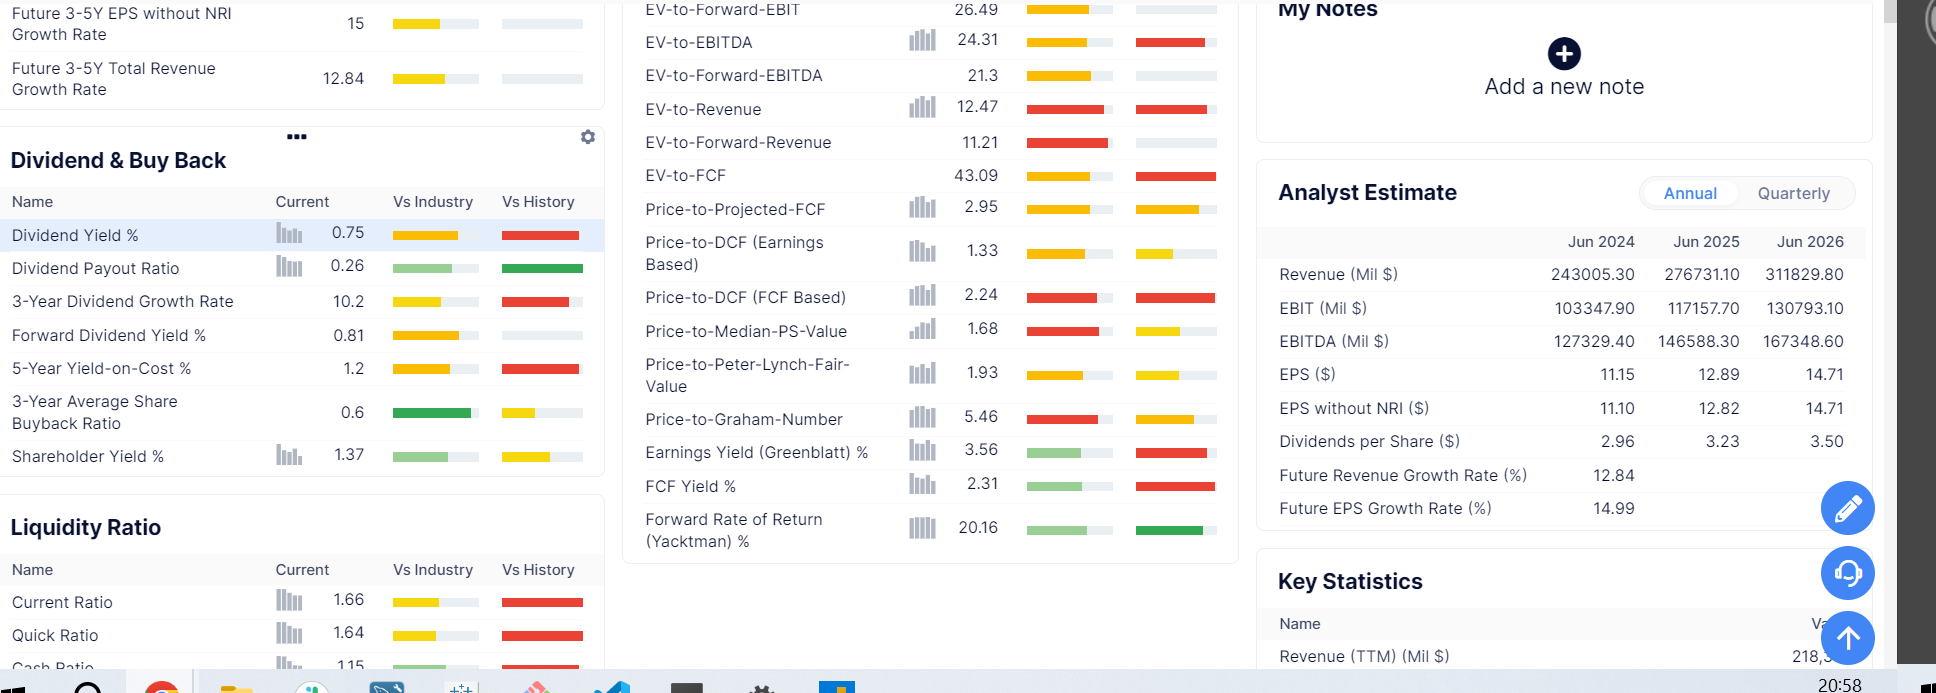 Future 3-5Y EPS without NRI
Growth Rate
15
Future 3-5Y Total Revenue
Growth Rate
12.84
Dividend & Buy Back
Name Current Vs Industry Vs History
Dividend Yield % 0.75
Dividend Payout Ratio 0.26
3-Year Dividend Growth Rate 10.2
Forward Dividend Yield % 0.81
5-Year Yield-on-Cost % 1.2
3-Year Average Share
Buyback Ratio
0.6
Shareholder Yield % 1.37
Liquidity Ratio
Name Current Vs Industry Vs History
Current Ratio 1.66
Quick Ratio 1.64
Cash Ratio 1.15
EV-to-Forward-EBIT 26.49
EV-to-EBITDA 24.31
EV-to-Forward-EBITDA 21.3
EV-to-Revenue 12.47
EV-to-Forward-Revenue 11.21
EV-to-FCF 43.09
Price-to-Projected-FCF 2.95
Price-to-DCF (Earnings
Based)
1.33
Price-to-DCF (FCF Based) 2.24
Price-to-Median-PS-Value 1.68
Price-to-Peter-Lynch-Fair-
Value
1.93
Price-to-Graham-Number 5.46
Earnings Yield (Greenblatt) % 3.56
FCF Yield % 2.31
Forward Rate of Return
(Yacktman) %
20.16
My Notes
Add a new note
Analyst Estimate Annual Quarterly
Jun 2024 Jun 2025 Jun 2026
Revenue (Mil $) 243005.30 276731.10 311829.80
EBIT (Mil $) 103347.90 117157.70 130793.10
EBITDA (Mil $) 127329.40 146588.30 167348.60
EPS ($) 11.15 12.89 14.71
EPS without NRI ($) 11.10 12.82 14.71
Dividends per Share ($) 2.96 3.23 3.50
Future Revenue Growth Rate (%) 12.84
Future EPS Growth Rate (%) 14.99
Key Statistics
Name
Revenue (TTM) (Mil $) 218,
20:58